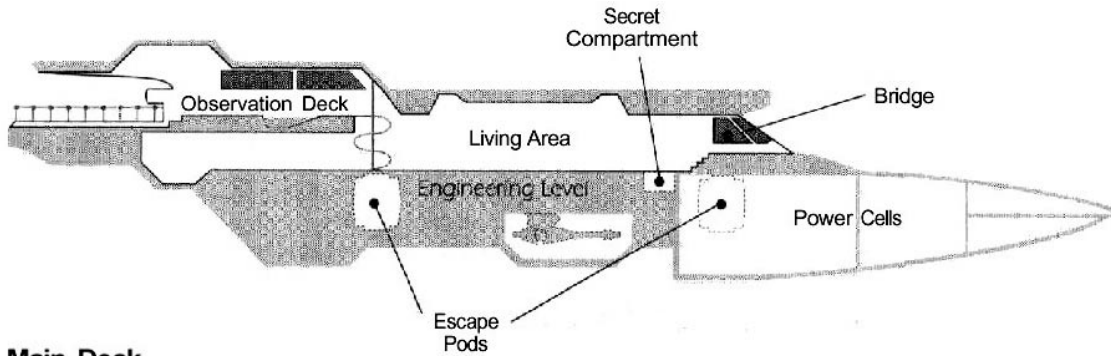 Secret
Compartment
Bridge
Observation Deck
Living Area
Engineering Level
Power Cells
Escape
Pods
Main Deck